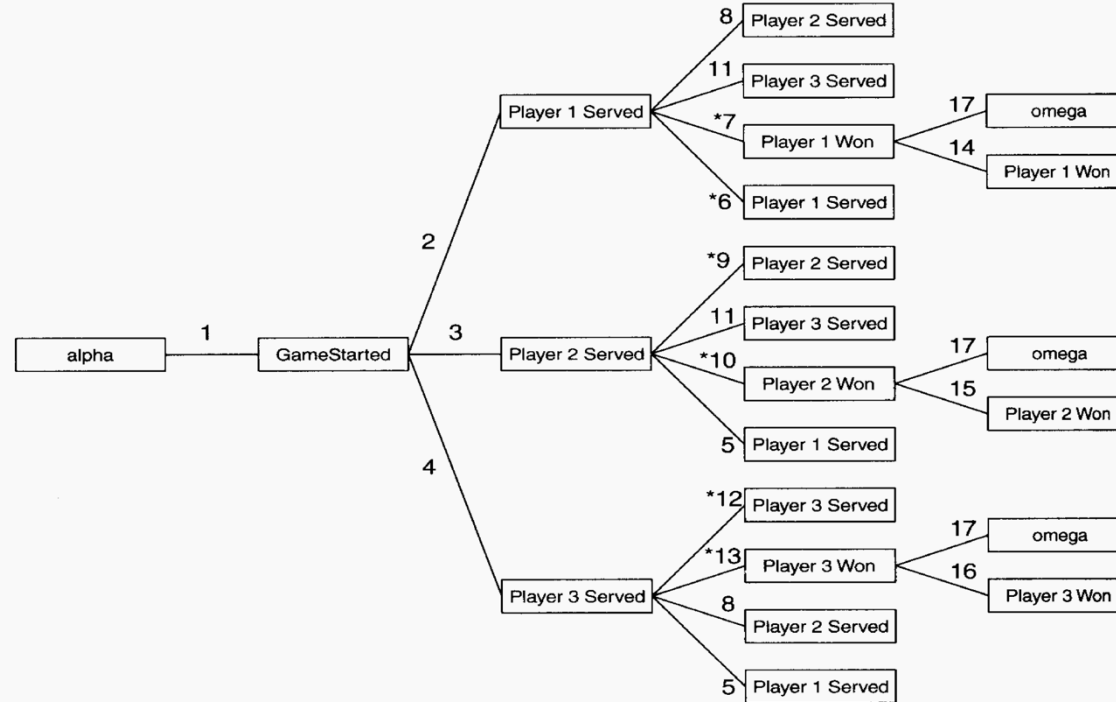 8 Player 2 Served
11 Player 3 Served
17 omega
Player 1 Served
*7 Player 1 Won
14 Player 1 Won
*6 Player 1 Served
2
*9 Player 2 Served
11 Player 3 Served
17 omega
alpha 1 GameStarted 3 Player 2 Served
*10 Player 2 Won
15 Player 2 Won
5 Player 1 Served
4
*12 Player 3 Served
17 omega
*13 Player 3 Won
16 Player 3 Won
Player 3 Served
8 Player 2 Served
5 Player 1 Served